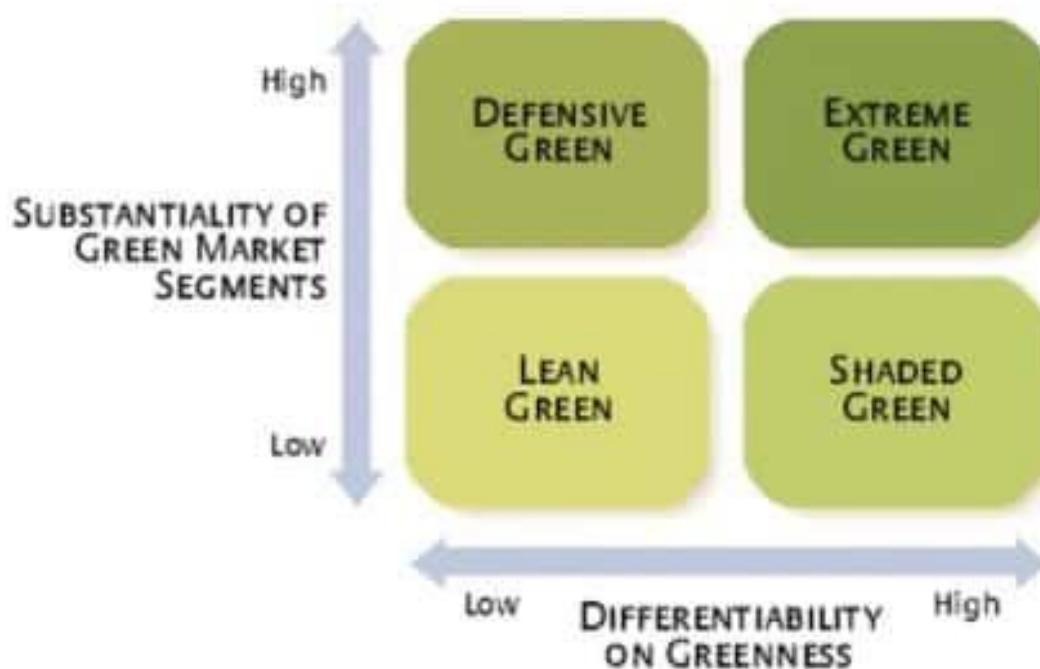 High
DEFENSIVE
GREEN
EXTREME
GREEN
SUBSTANTIALITY OF
GREEN MARKET
SEGMENTS
LEAN
GREEN
SHADED
GREEN
Low
Low
High
DIFFERENTIABILITY
ON GREENNESS